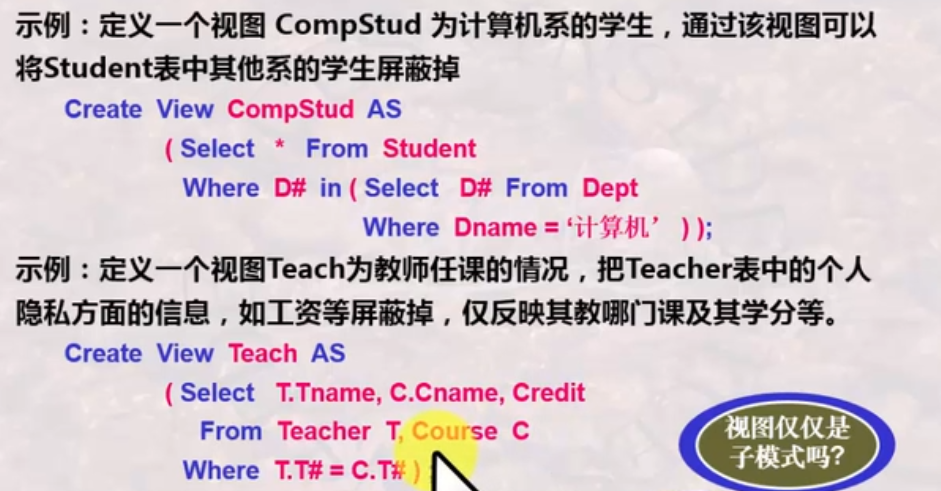 示例：定义一个视图 CompStud 为计算机系的学生，通过该视图可以
将Student表中其他系的学生屏蔽掉
Create View CompStud AS
( Select * From Student
Where D# in ( Select D# From Dept
Where Dname = ‘计算机’ ) );
示例：定义一个视图Teach为教师任课的情况，把Teacher表中的个人
隐私方面的信息，如工资等屏蔽掉，仅反映其教哪门课及其学分等。
Create View Teach AS
( Select T.Tname, C.Cname, Credit
From Teacher T, Course C
Where T.T# = C.T# ) ;
视图仅仅是
子模式吗?